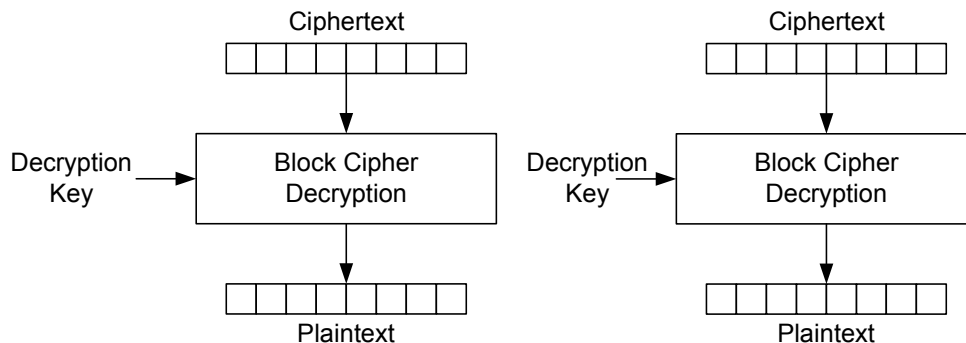 Ciphertext
Decryption
Key
Block Cipher
Decryption
Plaintext
Ciphertext
Decryption
Key
Block Cipher
Decryption
Plaintext